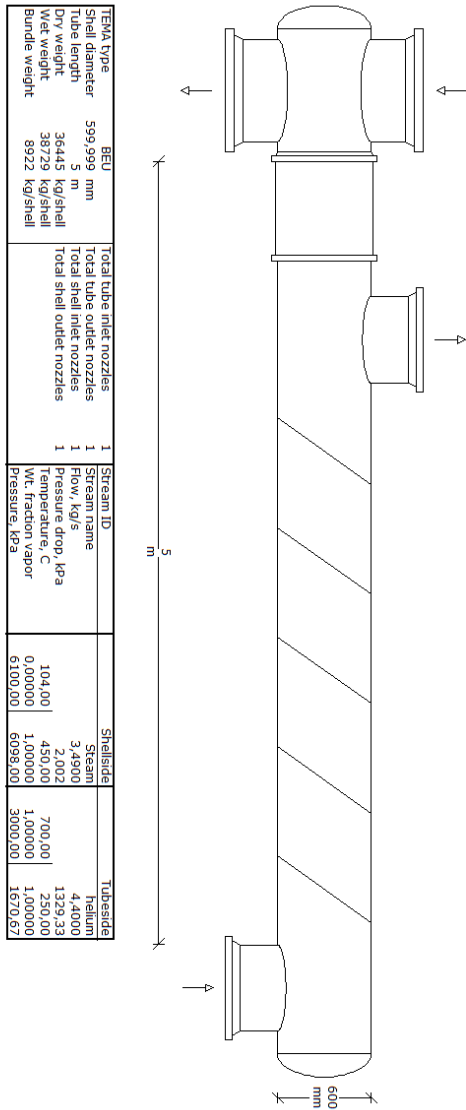 5
m
600
mm
TEMA type BEU
Shell diameter 599,999 mm
Tube length 5 m
Dry weight 36445 kg/shell
Wet weight 38729 kg/shell
Bundle weight 8922 kg/shell
Total tube inlet nozzles 1
Total tube outlet nozzles 1
Total shell inlet nozzles 1
Total shell outlet nozzles 1
Stream ID Shellside Tubeside
Stream name Steam helium
Flow, kg/s 3,4900 4,4000
Pressure drop, kPa 2,002 1329,33
Temperature, C 104,00 450,00 700,00 250,00
Wt. fraction vapor 0,00000 1,00000 1,00000 1,00000
Pressure, kPa 6100,00 6098,00 3000,00 1670,67